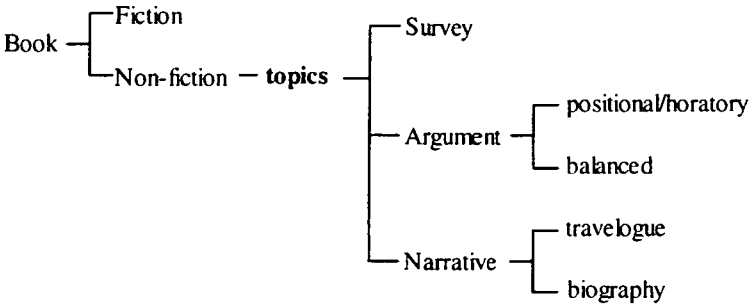 Book
Fiction
Non-fiction
topics
Survey
Argument
positional/horatory
balanced
Narrative
travelogue
biography